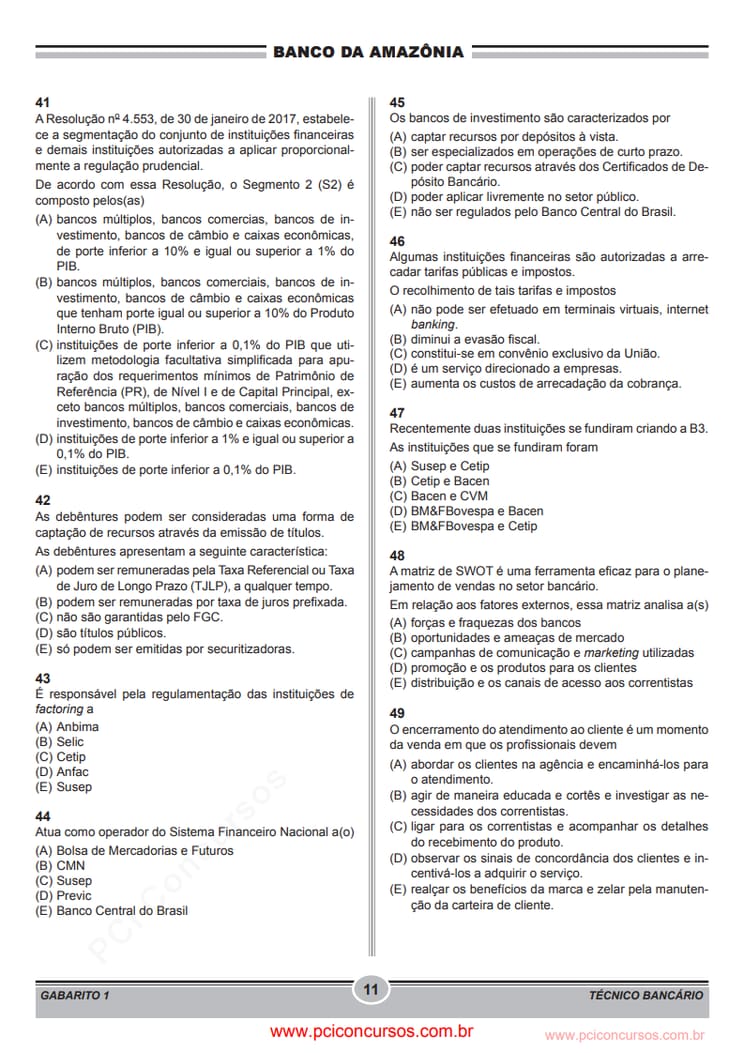 BANCO DA AMAZÔNIA
41
A Resolução nº 4.553, de 30 de janeiro de 2017, estabele-
ce a segmentação do conjunto de instituições financeiras
e demais instituições autorizadas a aplicar proporcional-
mente a regulação prudencial.
De acordo com essa Resolução, o Segmento 2 (S2) é
composto pelos(as)
(A) bancos múltiplos, bancos comercias, bancos de in-
vestimento, bancos de câmbio e caixas econômicas,
de porte inferior a 10% e igual ou superior a 1% do
PIB.
(B) bancos múltiplos, bancos comerciais, bancos de in-
vestimento, bancos de câmbio e caixas econômicas
que tenham porte igual ou superior a 10% do Produto
Interno Bruto (PIB).
(C) instituições de porte inferior a 0,1% do PIB que uti-
lizem metodologia facultativa simplificada para apu-
ração dos requerimentos mínimos de Patrimônio de
Referência (PR), de Nível I e de Capital Principal, ex-
ceto bancos múltiplos, bancos comerciais, bancos de
investimento, bancos de câmbio e caixas econômicas.
(D) instituições de porte inferior a 1% e igual ou superior a
0,1% do PIB.
(E) instituições de porte inferior a 0,1% do PIB.
42
As debêntures podem ser consideradas uma forma de
captação de recursos através da emissão de títulos.
As debêntures apresentam a seguinte característica:
(A) podem ser remuneradas pela Taxa Referencial ou Taxa
de Juro de Longo Prazo (TJLP), a qualquer tempo.
(B) podem ser remuneradas por taxa de juros prefixada.
(C) não são garantidas pelo FGC.
(D) são títulos públicos.
(E) só podem ser emitidas por securitizadoras.
43
É responsável pela regulamentação das instituições de
factoring a
(A) Anbima
(B) Selic
(C) Cetip
(D) Anfac
(E) Susep
44
Atua como operador do Sistema Financeiro Nacional a(o)
(A) Bolsa de Mercadorias e Futuros
(B) CMN
(C) Susep
(D) Previc
(E) Banco Central do Brasil
45
Os bancos de investimento são caracterizados por
(A) captar recursos por depósitos à vista.
(B) ser especializados em operações de curto prazo.
(C) poder captar recursos através dos Certificados de De-
pósito Bancário.
(D) poder aplicar livremente no setor público.
(E) não ser regulados pelo Banco Central do Brasil.
46
Algumas instituições financeiras são autorizadas a arre-
cadar tarifas públicas e impostos.
O recolhimento de tais tarifas e impostos
(A) não pode ser efetuado em terminais virtuais, internet
banking.
(B) diminui a evasão fiscal.
(C) constitui-se em convênio exclusivo da União.
(D) é um serviço direcionado a empresas.
(E) aumenta os custos de arrecadação da cobrança.
47
Recentemente duas instituições se fundiram criando a B3.
As instituições que se fundiram foram
(A) Susep e Cetip
(B) Cetip e Bacen
(C) Bacen e CVM
(D) BM&FBovespa e Bacen
(E) BM&FBovespa e Cetip
48
A matriz de SWOT é uma ferramenta eficaz para o plane-
jamento de vendas no setor bancário.
Em relação aos fatores externos, essa matriz analisa a(s)
(A) forças e fraquezas dos bancos
(B) oportunidades e ameaças de mercado
(C) campanhas de comunicação e marketing utilizadas
(D) promoção e os produtos para os clientes
(E) distribuição e os canais de acesso aos correntistas
49
O encerramento do atendimento ao cliente é um momento
da venda em que os profissionais devem
(A) abordar os clientes na agência e encaminhá-los para
o atendimento.
(B) agir de maneira educada e cortês e investigar as ne-
cessidades dos correntistas.
(C) ligar para os correntistas e acompanhar os detalhes
do recebimento do produto.
(D) observar os sinais de concordância dos clientes e in-
centivá-los a adquirir o serviço.
(E) realçar os benefícios da marca e zelar pela manuten-
ção da carteira de cliente.
PCI Concursos
GABARITO 1
11
TÉCNICO BANCÁRIO
www.pciconcursos.com.br
www.pciconcursos.com.br